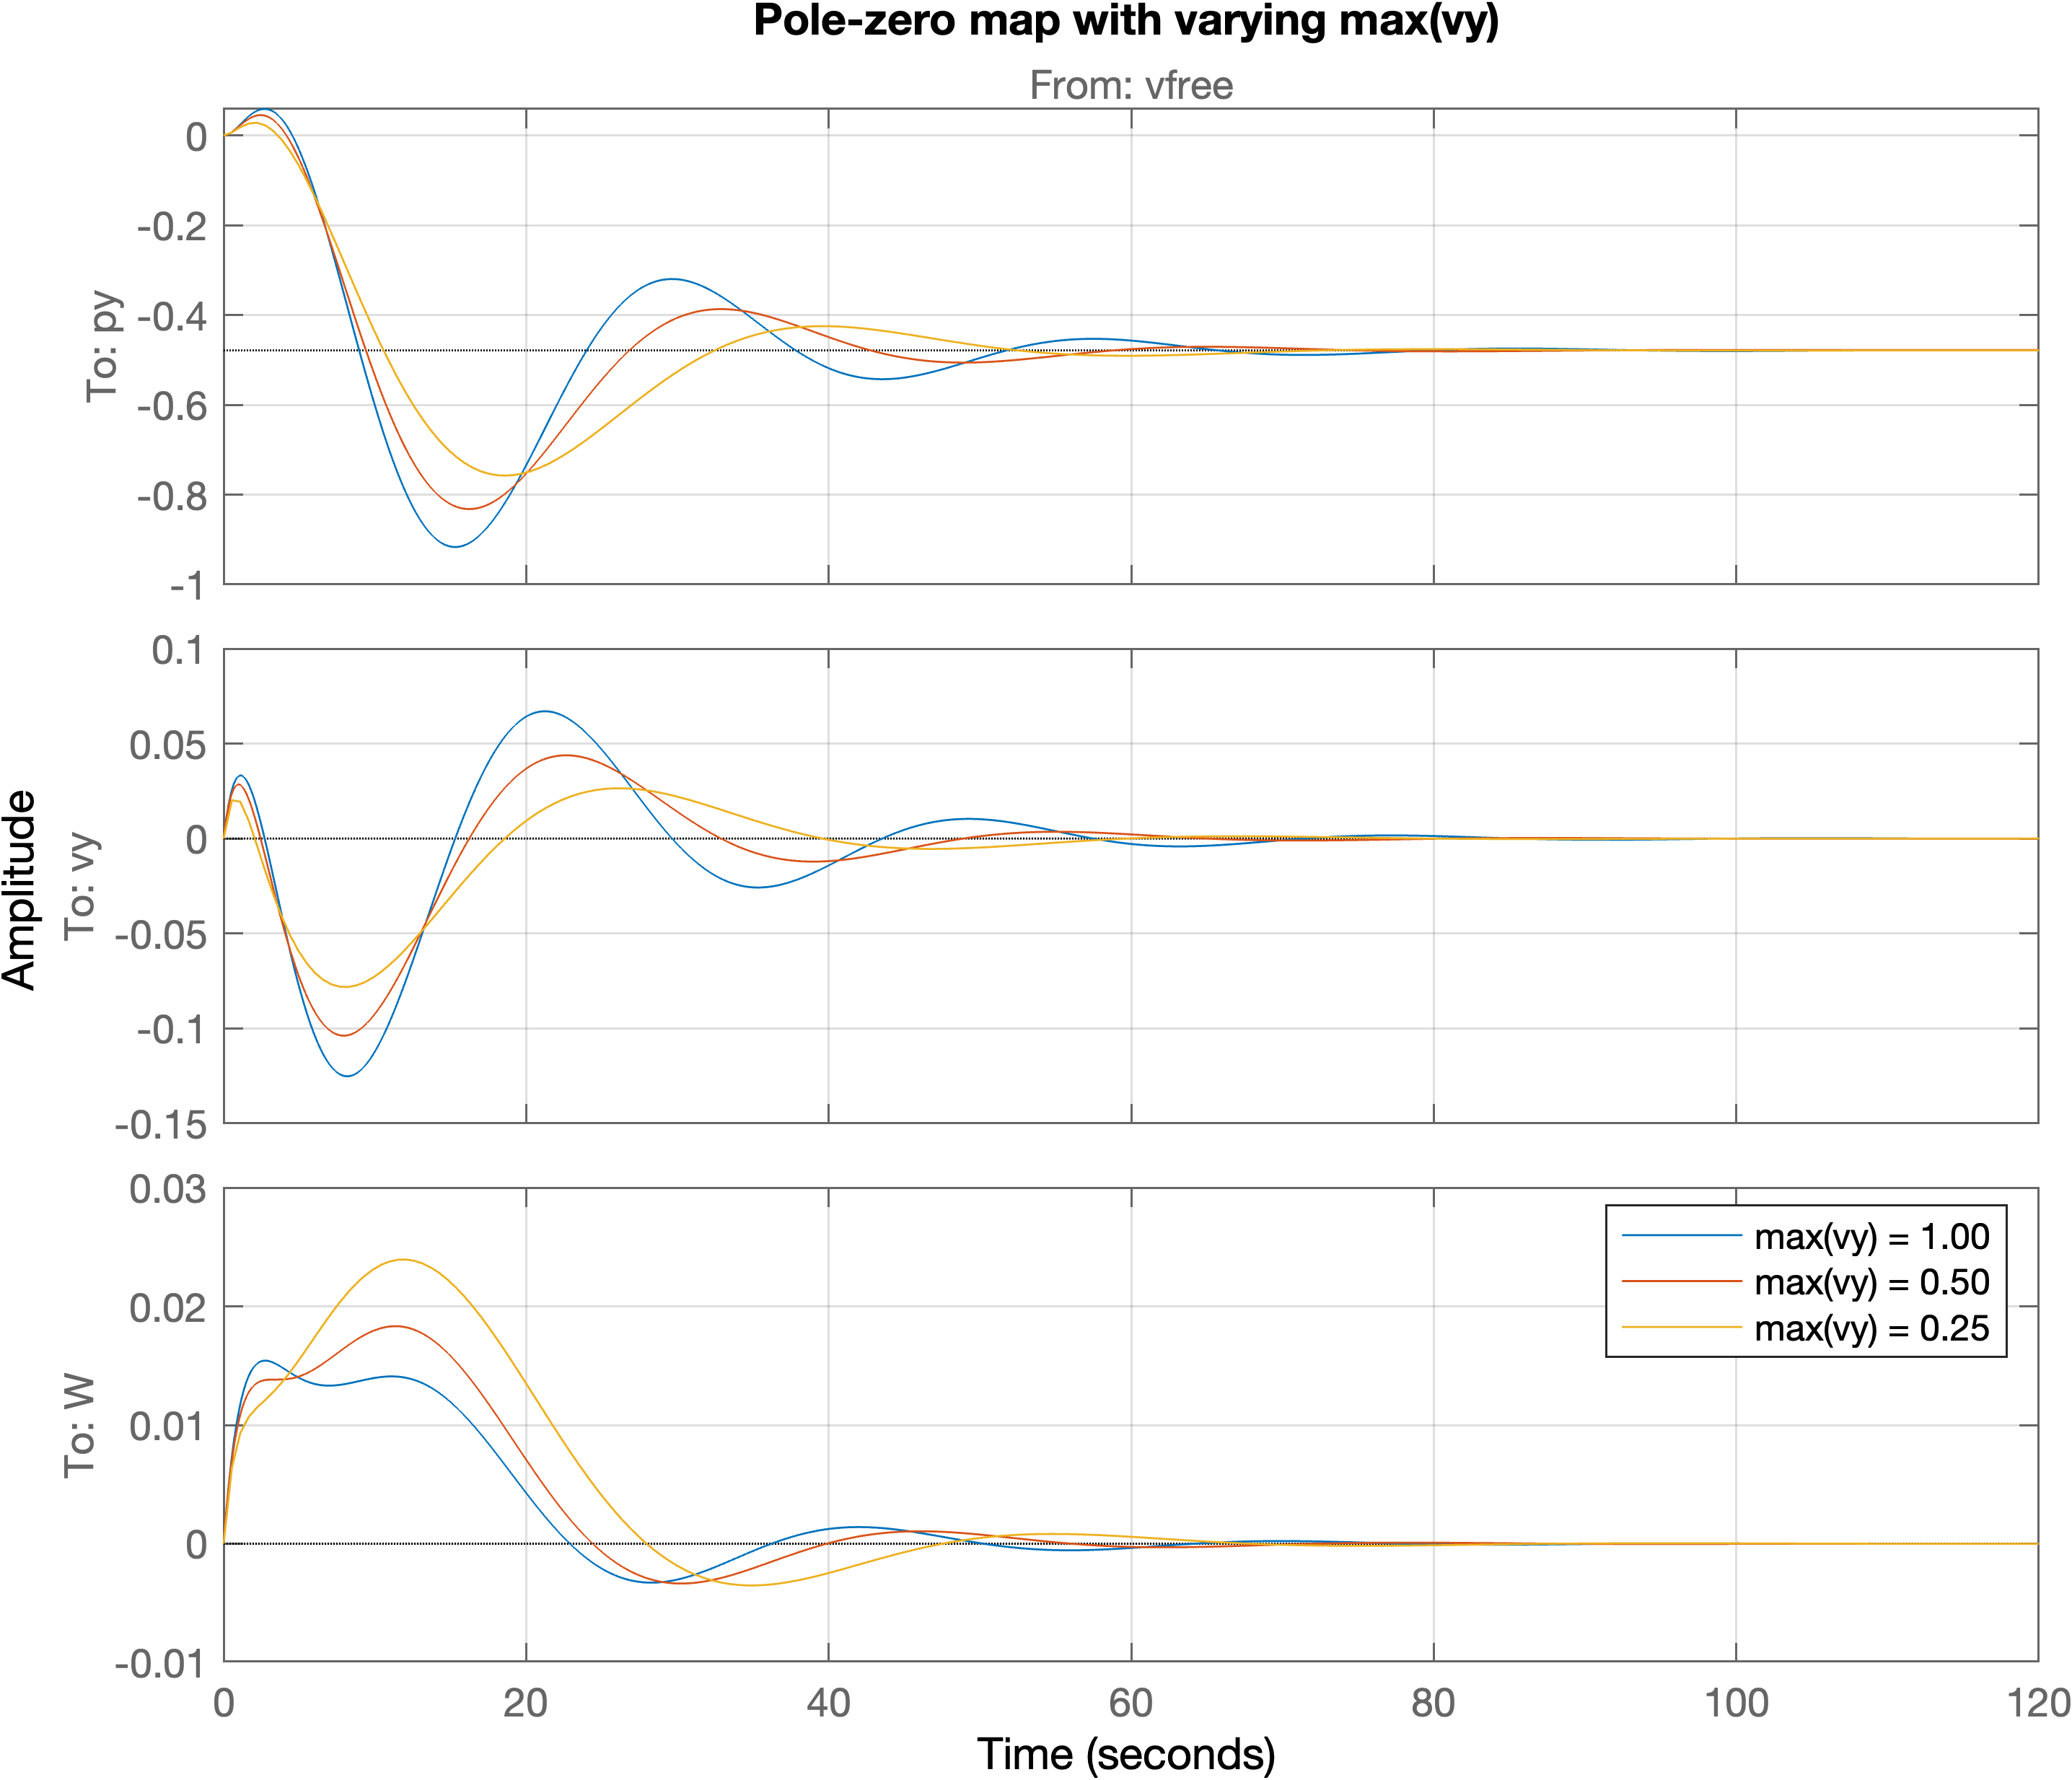 Pole-zero map with varying max(vy)
From: vfree
To: py
0
-0.2
-0.4
-0.6
-0.8
-1
Amplitude
To: vy
0.1
0.05
0
-0.05
-0.1
-0.15
To: W
0.03
0.02
0.01
0
-0.01
max(vy) = 1.00
max(vy) = 0.50
max(vy) = 0.25
0 20 40 60 80 100 120
Time (seconds)